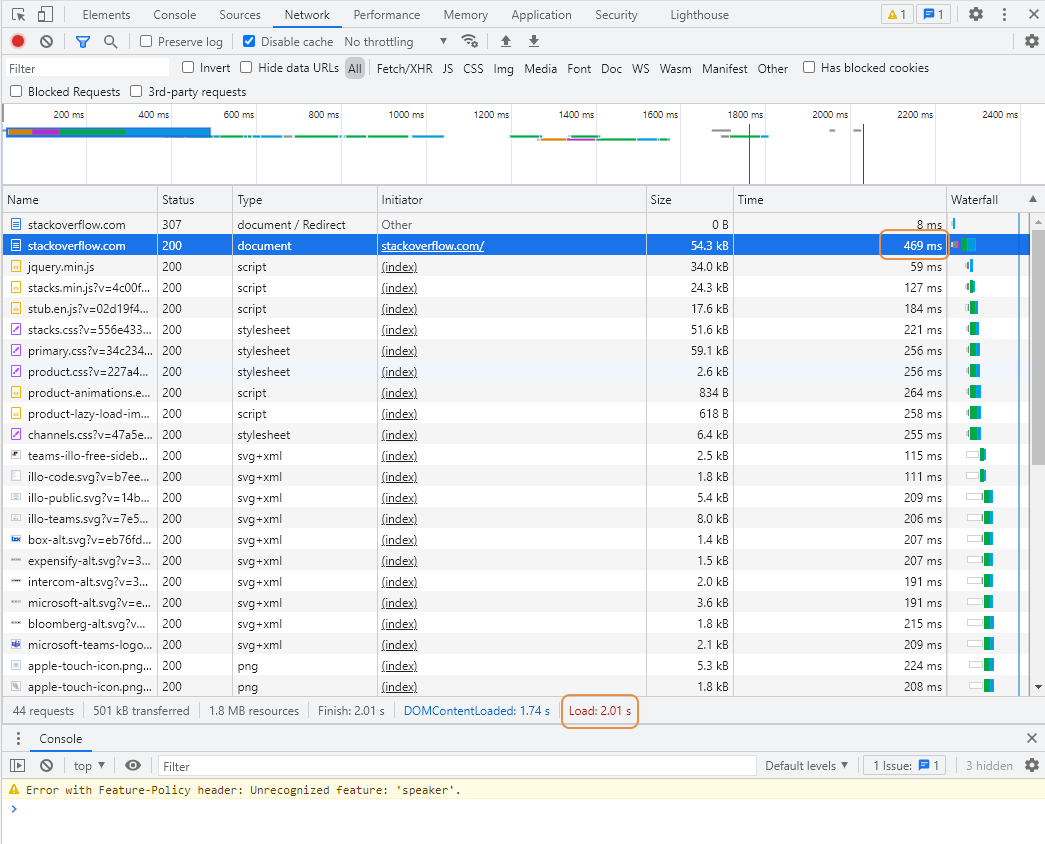 Elements Console Sources Network Performance Memory Application Security Lighthouse 1 1
Preserve log Disable cache No throttling
Filter Invert Hide data URLs All Fetch/XHR JS CSS Img Media Font Doc WS Wasm Manifest Other Has blocked cookies
Blocked Requests 3rd-party requests
200 ms 400 ms 600 ms 800 ms 1000 ms 1200 ms 1400 ms 1600 ms 1800 ms 2000 ms 2200 ms 2400 ms
Name Status Type Initiator Size Time Waterfall
stackoverflow.com 307 document / Redirect Other 0 B 8 ms
stackoverflow.com 200 document stackoverflow.com/ 54.3 kB 469 ms
jquery.min.js 200 script (index) 34.0 kB 59 ms
stacks.min.js?v=4c00f... 200 script (index) 24.3 kB 127 ms
stub.en.js?v=02d19f4... 200 script (index) 17.6 kB 184 ms
stacks.css?v=556e433... 200 stylesheet (index) 51.6 kB 221 ms
primary.css?v=34c234... 200 stylesheet (index) 59.1 kB 256 ms
product.css?v=227a4... 200 stylesheet (index) 2.6 kB 256 ms
product-animations.e... 200 script (index) 834 B 264 ms
product-lazy-load-im... 200 script (index) 618 B 258 ms
channels.css?v=47a5e... 200 stylesheet (index) 6.4 kB 255 ms
teams-illo-free-sideb... 200 svg+xml (index) 2.5 kB 115 ms
illo-code.svg?v=b7ee... 200 svg+xml (index) 1.8 kB 111 ms
illo-public.svg?v=14b... 200 svg+xml (index) 5.4 kB 209 ms
illo-teams.svg?v=7e5... 200 svg+xml (index) 8.0 kB 206 ms
box-alt.svg?v=eb76fd... 200 svg+xml (index) 1.4 kB 207 ms
expensify-alt.svg?v=3... 200 svg+xml (index) 1.5 kB 207 ms
intercom-alt.svg?v=3... 200 svg+xml (index) 2.0 kB 191 ms
microsoft-alt.svg?v=e... 200 svg+xml (index) 3.6 kB 191 ms
bloomberg-alt.svg?v... 200 svg+xml (index) 1.8 kB 215 ms
microsoft-teams-logo... 200 svg+xml (index) 2.1 kB 209 ms
apple-touch-icon.png... 200 png (index) 5.3 kB 224 ms
apple-touch-icon.png... 200 png (index) 1.8 kB 208 ms
44 requests 501 kB transferred 1.8 MB resources Finish: 2.01 s DOMContentLoaded: 1.74 s Load: 2.01 s
Console
top Filter Default levels 1 Issue: 1 3 hidden
Error with Feature-Policy header: Unrecognized feature: 'speaker'.